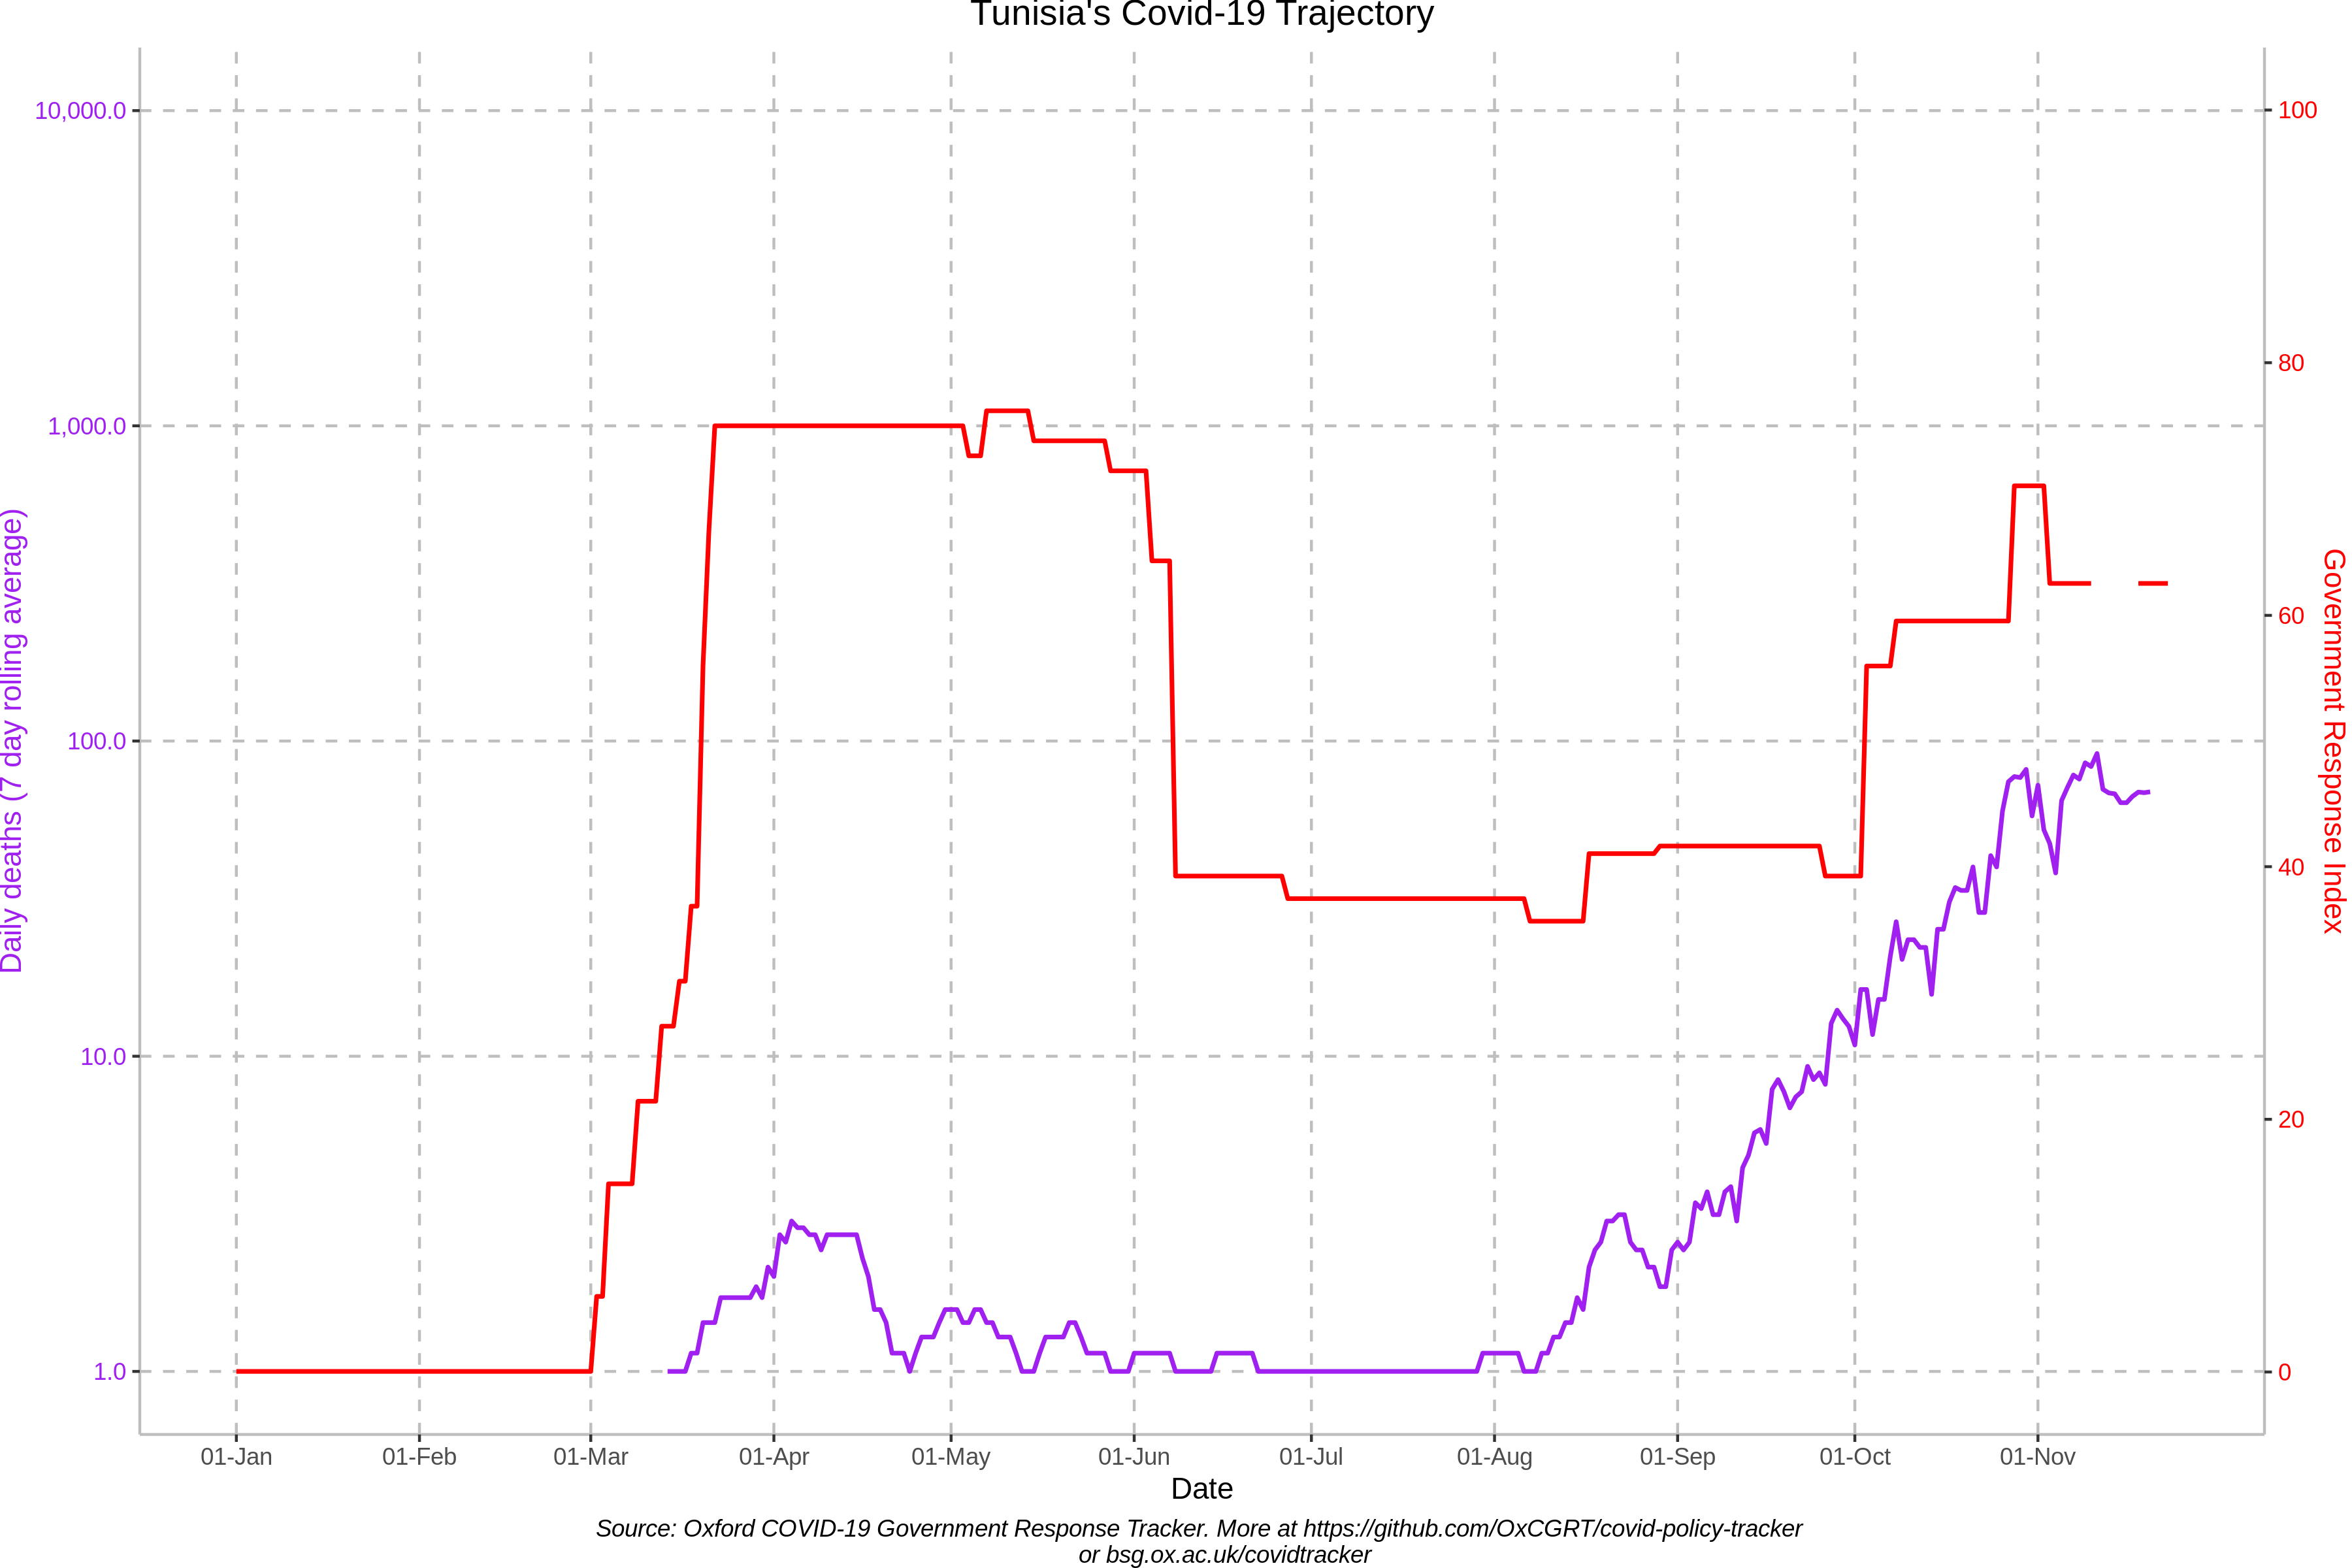 Tunisia's Covid-19 Trajectory
10,000.0
1,000.0
100.0
10.0
1.0
Daily deaths (7 day rolling average)
100
80
60
40
20
0
Government Response Index
01-Jan 01-Feb 01-Mar 01-Apr 01-May 01-Jun 01-Jul 01-Aug 01-Sep 01-Oct 01-Nov
Date
Source: Oxford COVID-19 Government Response Tracker. More at https://github.com/OxCGRT/covid-policy-tracker
or bsg.ox.ac.uk/covidtracker